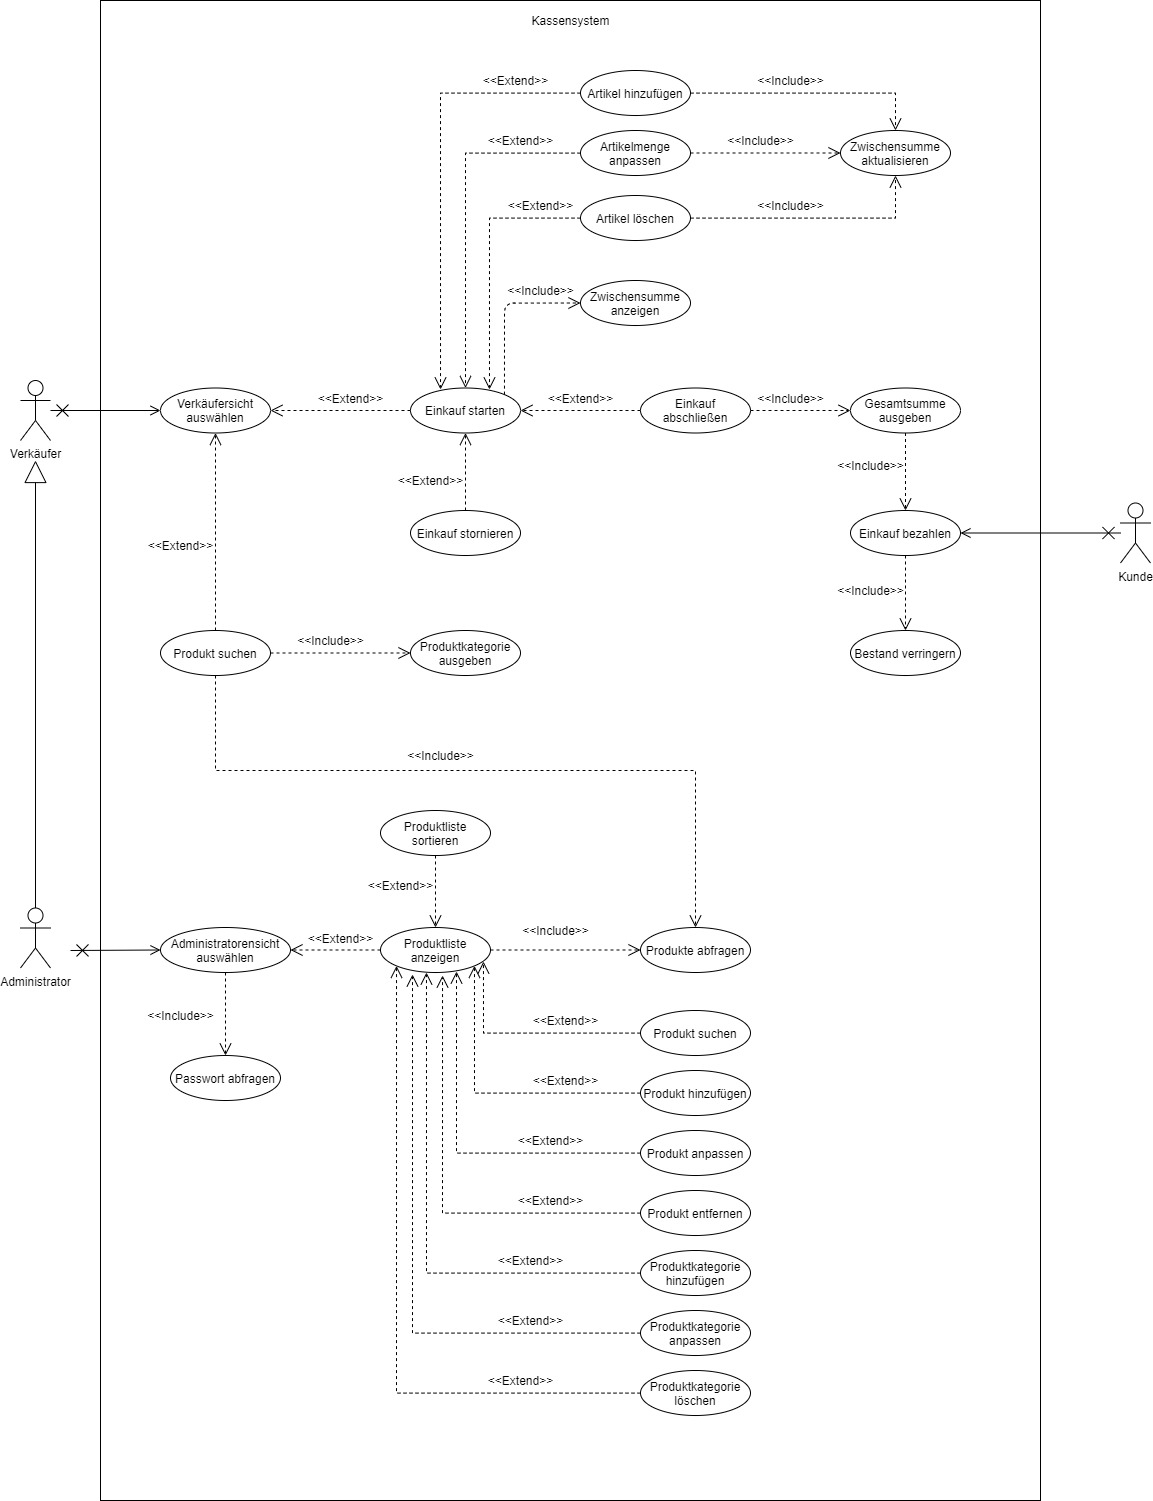 Kassensystem
<<Extend>>
Artikel hinzufügen
<<Include>>
<<Extend>>
Artikelmenge
anpassen
<<Include>>
Zwischensumme
aktualisieren
<<Extend>>
Artikel löschen
<<Include>>
<<Include>>
Zwischensumme
anzeigen
Verkäufer
Verkäufersicht
auswählen
<<Extend>>
Einkauf starten
<<Extend>>
Einkauf
abschließen
<<Include>>
Gesamtsumme
ausgeben
<<Include>>
<<Extend>>
Einkauf stornieren
Einkauf bezahlen
Kunde
<<Extend>>
<<Include>>
Produkt suchen
<<Include>>
Produktkategorie
ausgeben
Bestand verringern
<<Include>>
Produktliste
sortieren
<<Extend>>
Administrator
Administratorensicht
auswählen
<<Extend>>
Produktliste
anzeigen
<<Include>>
Produkte abfragen
<<Include>>
Passwort abfragen
<<Extend>>
Produkt suchen
<<Extend>>
Produkt hinzufügen
<<Extend>>
Produkt anpassen
<<Extend>>
Produkt entfernen
<<Extend>>
Produktkategorie
hinzufügen
<<Extend>>
Produktkategorie
anpassen
<<Extend>>
Produktkategorie
löschen